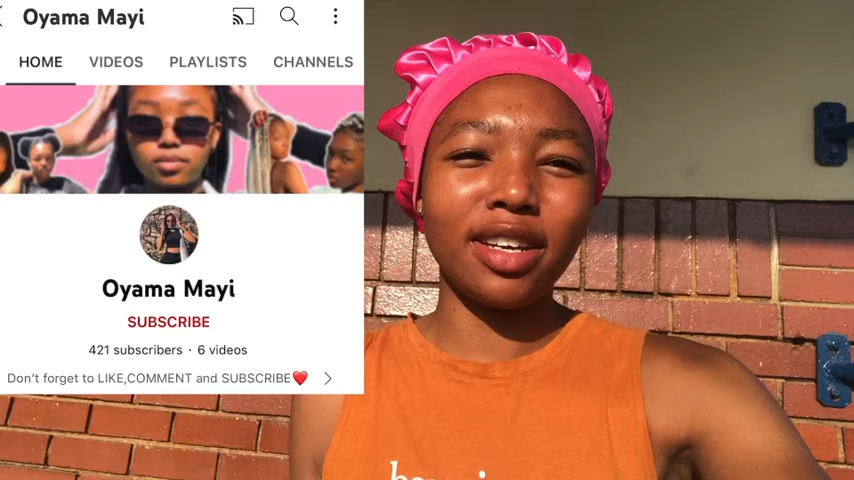 Oyama Mayi
HOME VIDEOS PLAYLISTS CHANNELS
Oyama Mayi
SUBSCRIBE
421 subscribers · 6 videos
Don't forget to LIKE,COMMENT and SUBSCRIBE❤️